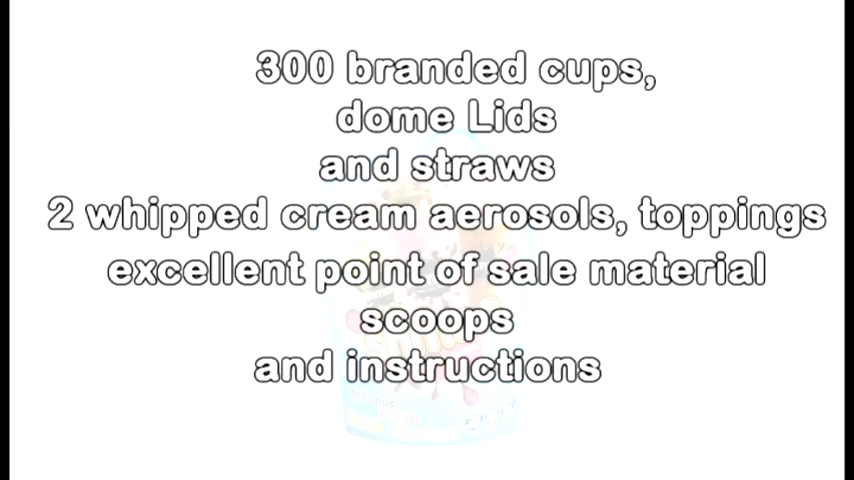 300 branded cups,
dome Lids
and straws
2 whipped cream aerosols, toppings
excellent point of sale material
scoops
and instructions